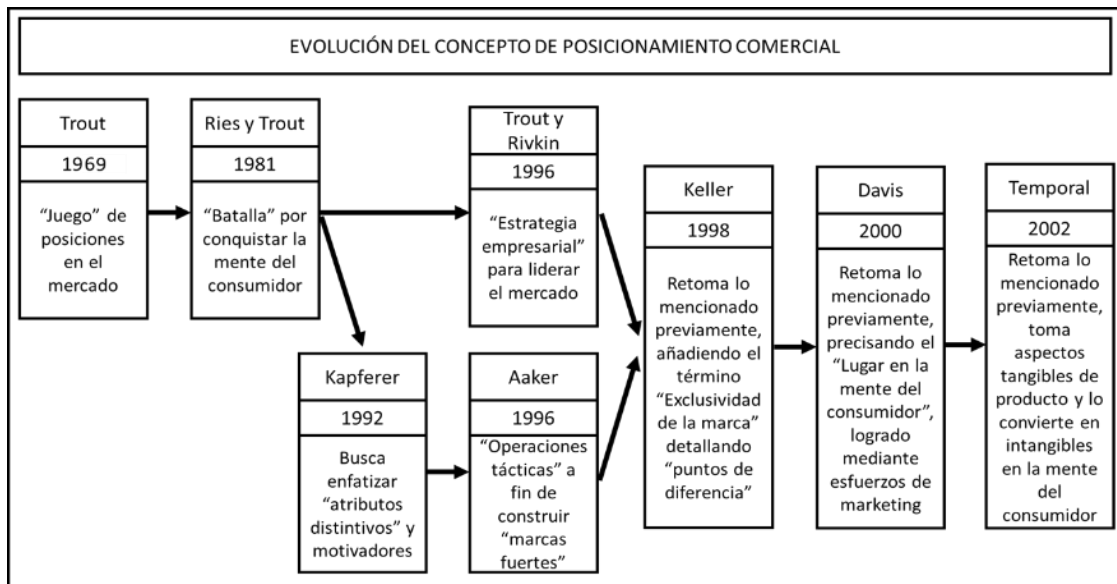 EVOLUCIÓN DEL CONCEPTO DE POSICIONAMIENTO COMERCIAL
Trout
1969
“Juego” de
posiciones
en el
mercado
Ries y Trout
1981
“Batalla” por
conquistar la
mente del
consumidor
Trout y
Rivkin
1996
“Estrategia
empresarial”
para liderar
el mercado
Kapferer
1992
Busca
enfatizar
“atributos
distintivos” y
motivadores
Aaker
1996
“Operaciones
tácticas” a
fin de
construir
“marcas
fuertes”
Keller
1998
Retoma lo
mencionado
previamente,
añadiendo el
término
“Exclusividad
de la marca”
detallando
“puntos de
diferencia”
Davis
2000
Retoma lo
mencionado
previamente,
precisando el
“Lugar en la
mente del
consumidor”,
logrado
mediante
esfuerzos de
marketing
Temporal
2002
Retoma lo
mencionado
previamente,
toma
aspectos
tangibles de
producto y lo
convierte en
intangibles
en la mente
del
consumidor